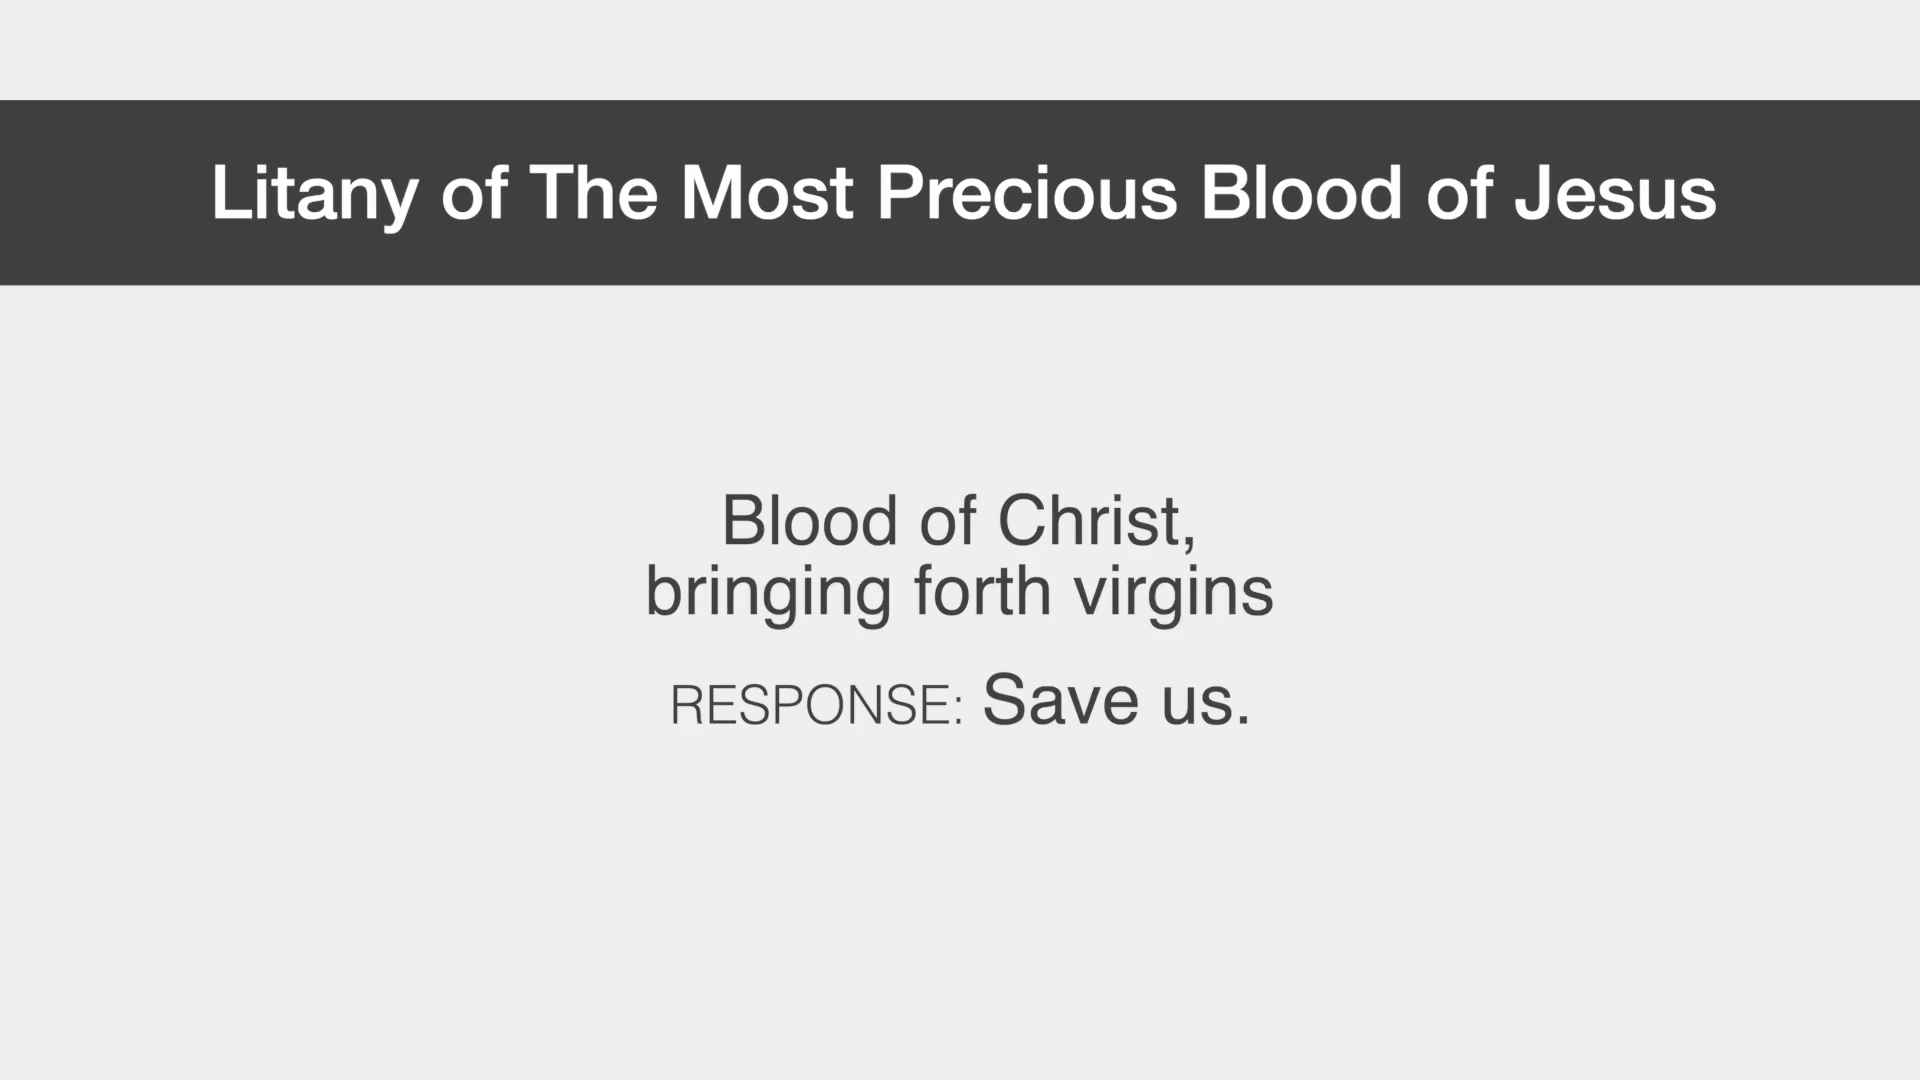 Litany of The Most Precious Blood of Jesus
Blood of Christ,
bringing forth virgins
RESPONSE: Save us.